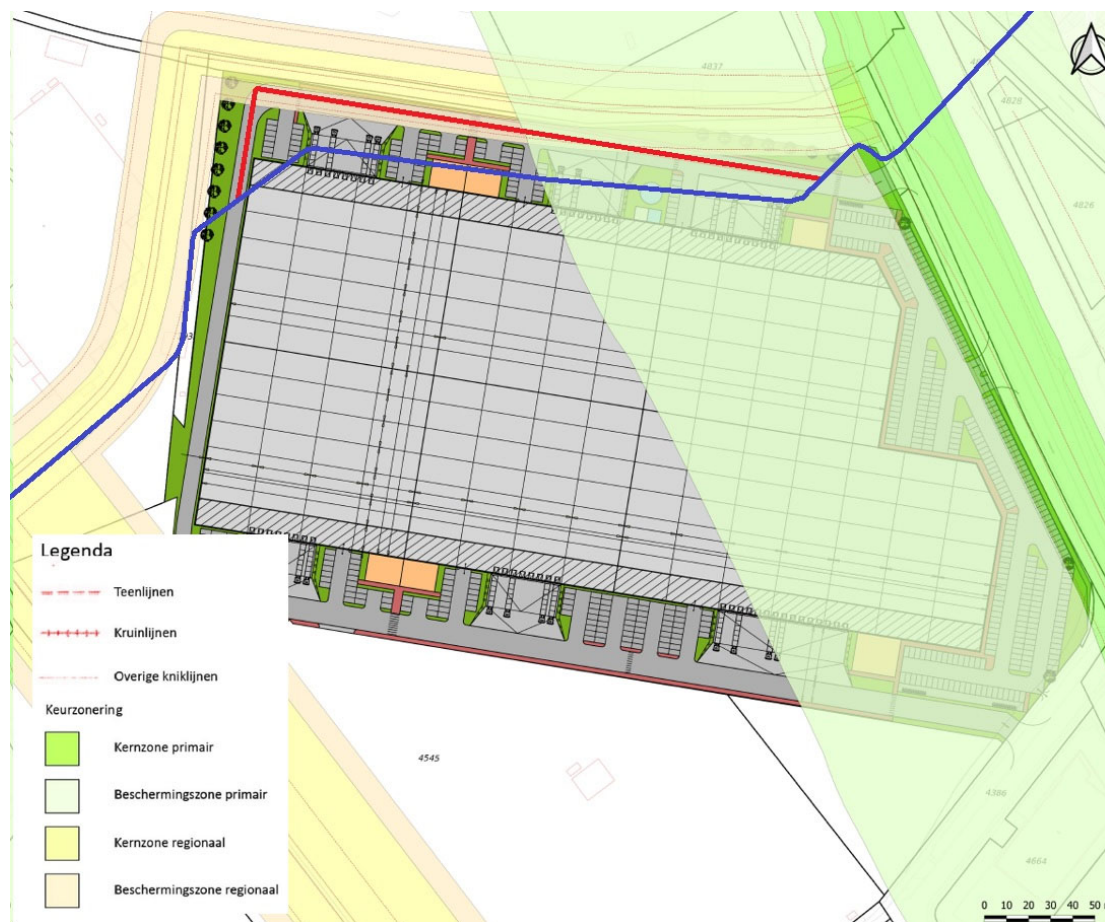 4837
4828
4826
Legenda
Teenlijnen
Kruinlijnen
Overige kniklijnen
Keurzonering
Kernzone primair
Beschermingszone primair
Kernzone regionaal
Beschermingszone regionaal
4545
4386
4664
0 10 20 30 40 50